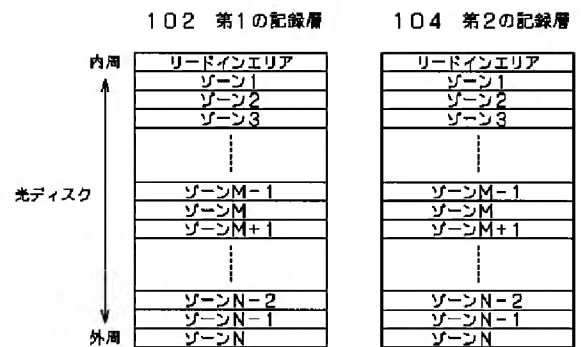 102 第1の記録層
104 第2の記録層
内周
光ディスク
外周
リードインエリア
ゾーン1
ゾーン2
ゾーン3
ゾーンM-1
ゾーンM
ゾーンM+1
ゾーンN-2
ゾーンN-1
ゾーンN
リードインエリア
ゾーン1
ゾーン2
ゾーン3
ゾーンM-1
ゾーンM
ゾーンM+1
ゾーンN-2
ゾーンN-1
ゾーンN